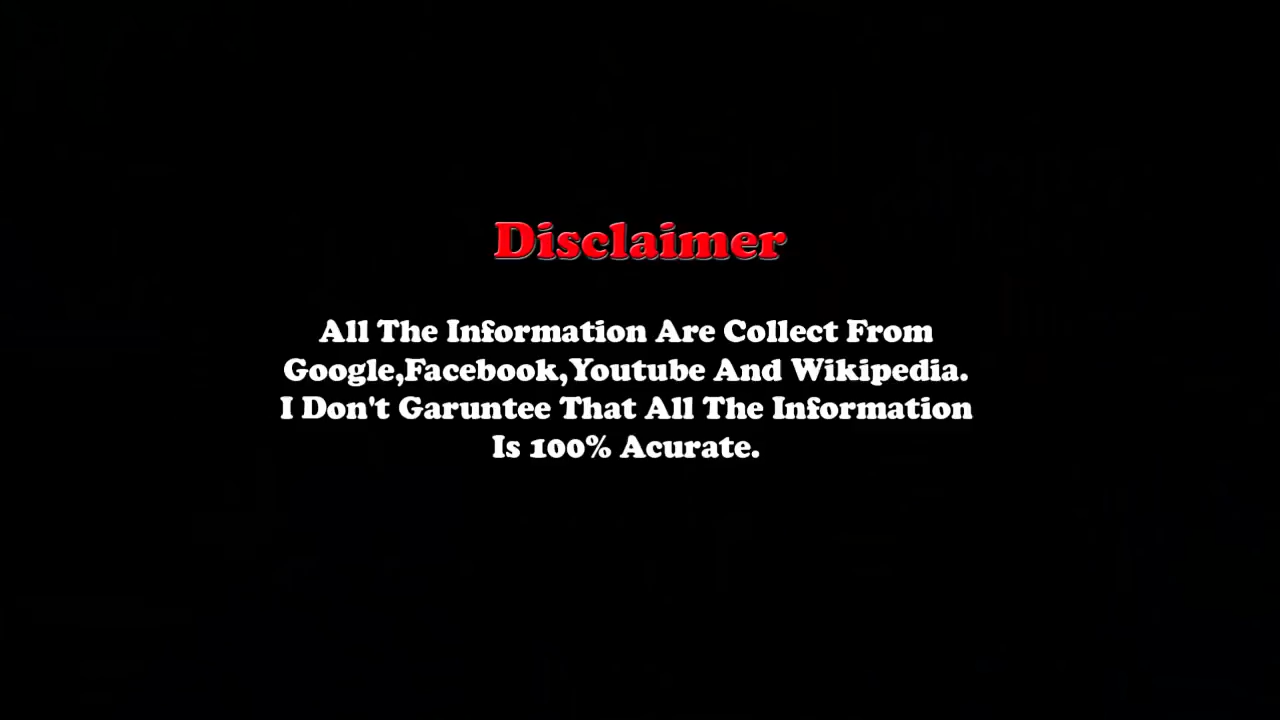 Disclaimer
All The Information Are Collect From
Google,Facebook,Youtube And Wikipedia.
I Don't Garuntee That All The Information
Is 100% Acurate.